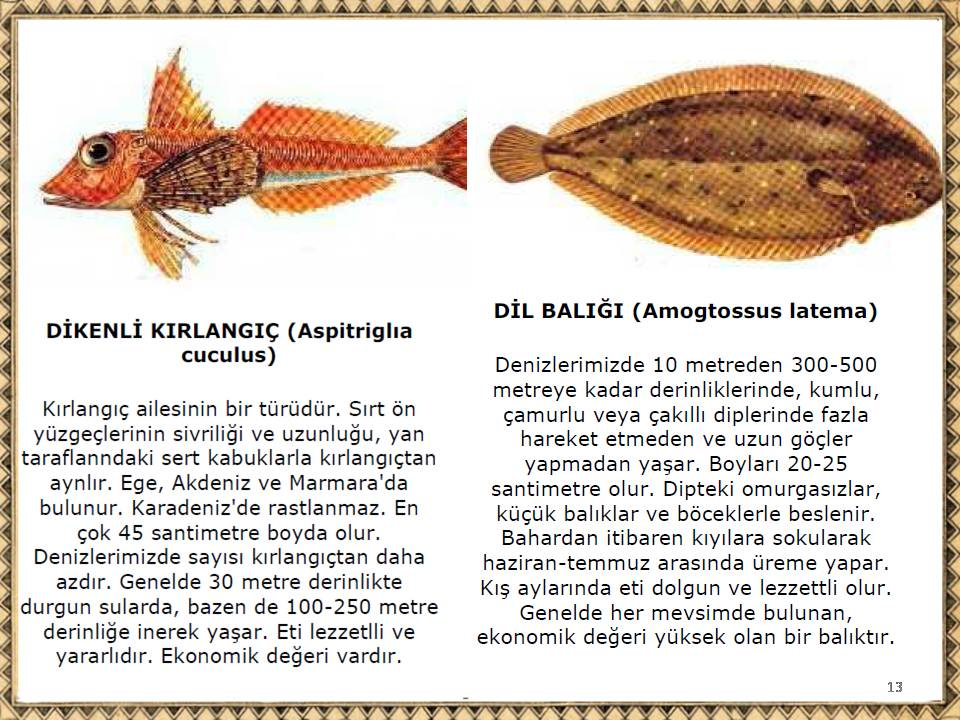 DİKENLİ KIRLANGIÇ (Aspitriglıa
cuculus)
Kırlangıç ailesinin bir türüdür. Sırt ön
yüzgeçlerinin sivriliği ve uzunluğu, yan
taraflanndaki sert kabuklarla kırlangıçtan
aynlır. Ege, Akdeniz ve Marmara'da
bulunur. Karadeniz'de rastlanmaz. En
çok 45 santimetre boyda olur.
Denizlerimizde sayısı kırlangıçtan daha
azdır. Genelde 30 metre derinlikte
durgun sularda, bazen de 100-250 metre
derinliğe inerek yaşar. Eti lezzetlli ve
yararlıdır. Ekonomik değeri vardır.
DİL BALIĞI (Amogtossus latema)
Denizlerimizde 10 metreden 300-500
metreye kadar derinliklerinde, kumlu,
çamurlu veya çakıllı diplerinde fazla
hareket etmeden ve uzun göçler
yapmadan yaşar. Boyları 20-25
santimetre olur. Dipteki omurgasızlar,
küçük balıklar ve böceklerle beslenir.
Bahardan itibaren kıyılara sokularak
haziran-temmuz arasında üreme yapar.
Kış aylarında eti dolgun ve lezzettli olur.
Genelde her mevsimde bulunan,
ekonomik değeri yüksek olan bir balıktır.
13